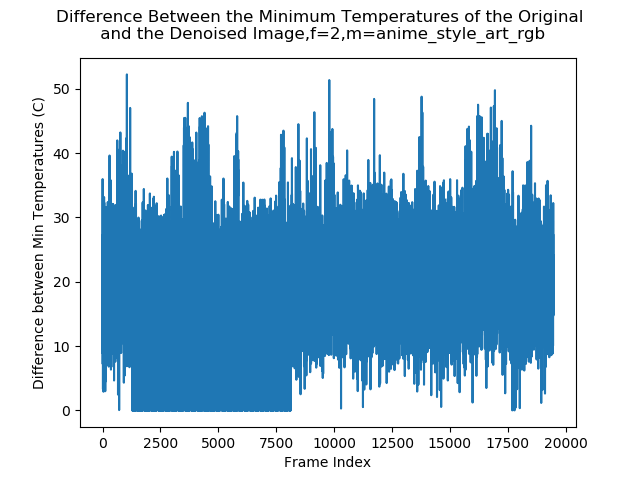 Difference Between the Minimum Temperatures of the Original
and the Denoised Image,f=2,m=anime_style_art_rgb
Difference between Min Temperatures (C)
50
40
30
20
10
0
0 2500 5000 7500 10000 12500 15000 17500 20000
Frame Index